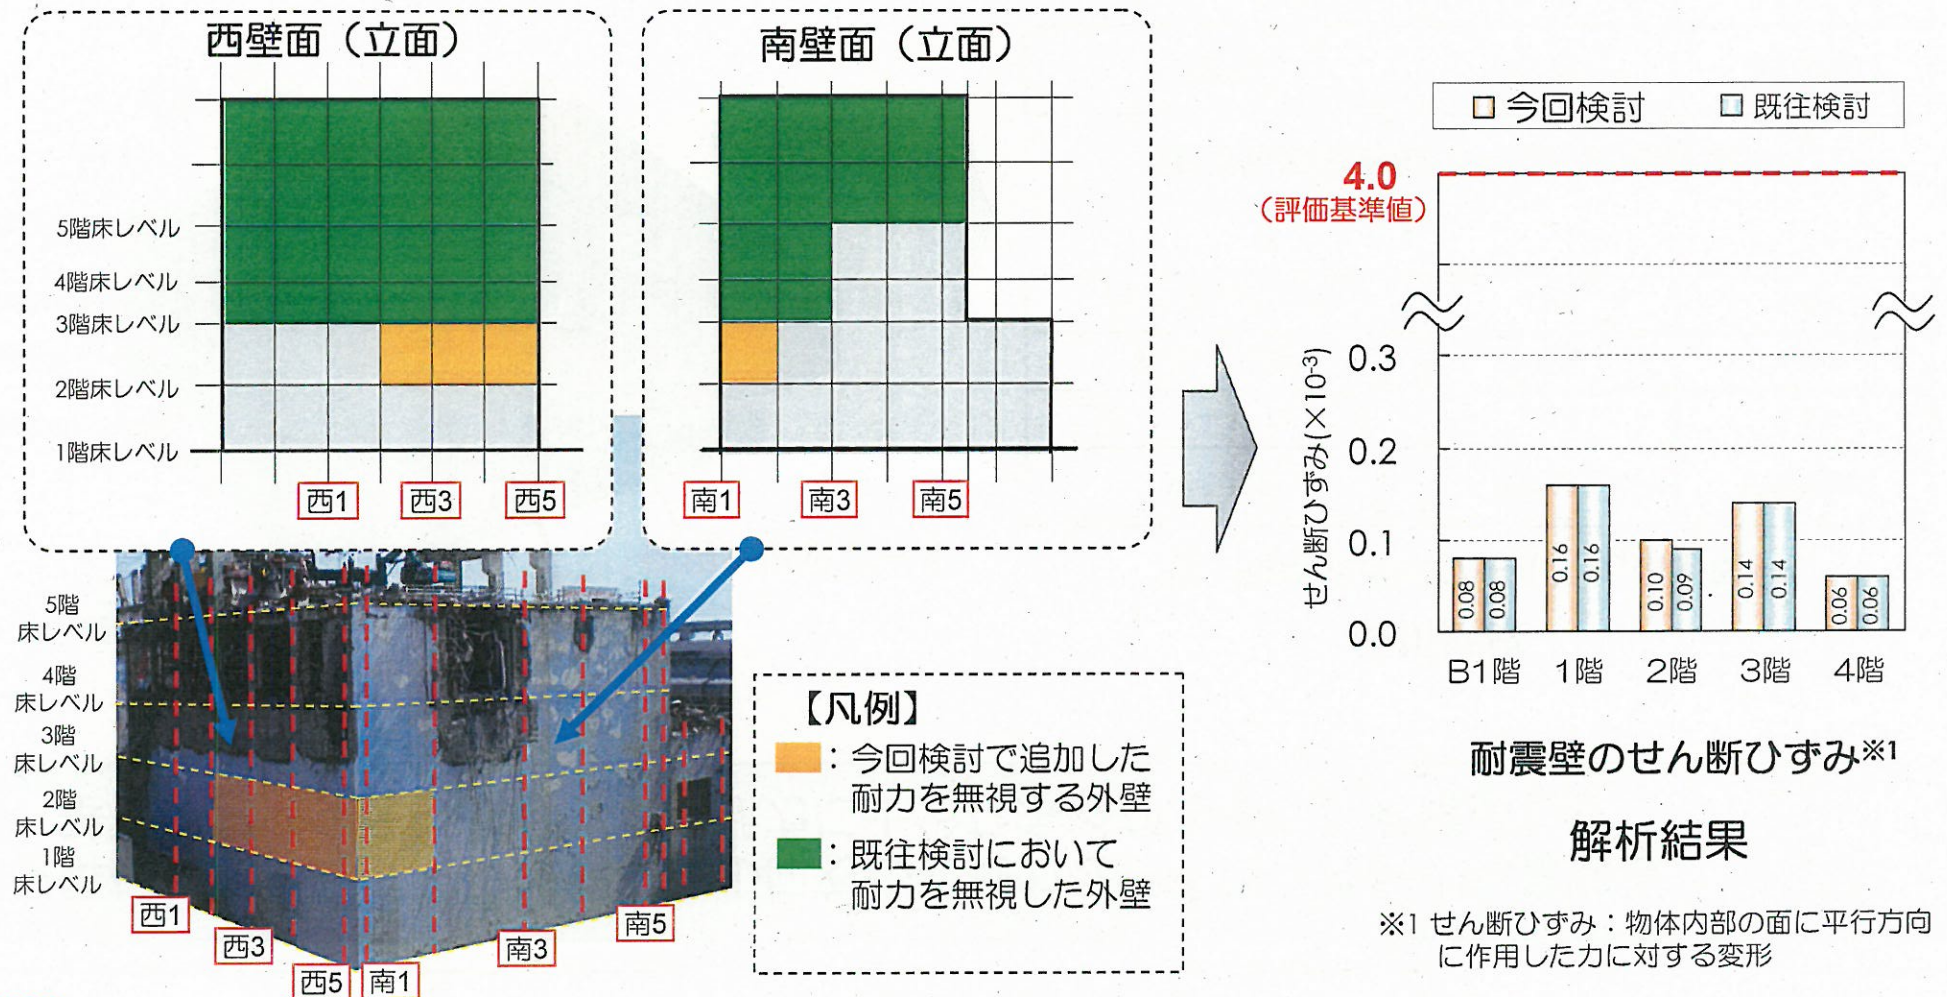 西壁面（立面）
5階床レベル
4階床レベル
3階床レベル
2階床レベル
1階床レベル
西1
西3
西5
南壁面（立面）
南1
南3
南5
5階
床レベル
4階
床レベル
3階
床レベル
2階
床レベル
1階
床レベル
西1
西3
西5
南1
南3
南5
【凡例】
：今回検討で追加した
耐力を無視する外壁
：既往検討において
耐力を無視した外壁
今回検討
既往検討
4.0
（評価基準値）
せん断ひずみ(×10⁻³)
0.3
0.2
0.1
0.0
0.08
0.08
0.16
0.16
0.10
0.09
0.14
0.14
0.06
0.06
B1階
1階
2階
3階
4階
耐震壁のせん断ひずみ※1
解析結果
※1 せん断ひずみ：物体内部の面に平行方向
に作用した力に対する変形